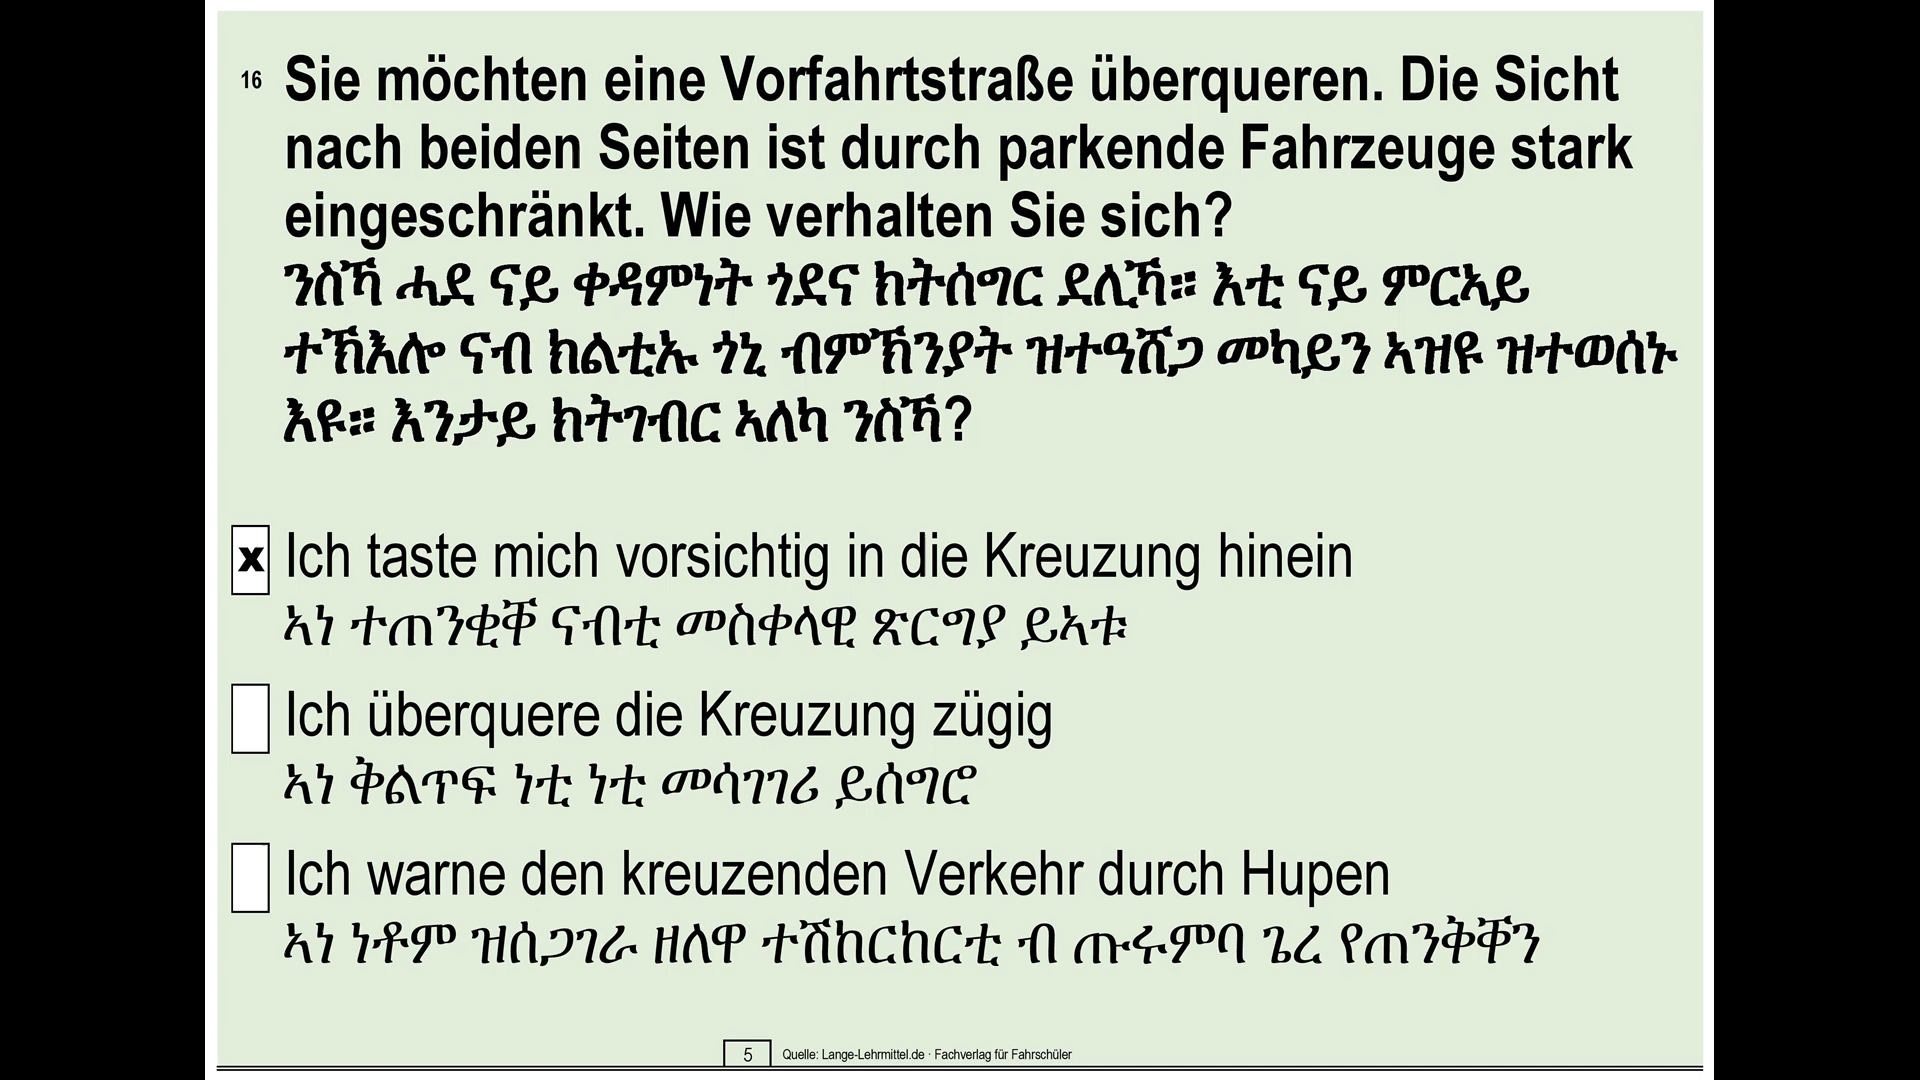 16 Sie möchten eine Vorfahrtstraße überqueren. Die Sicht
nach beiden Seiten ist durch parkende Fahrzeuge stark
eingeschränkt. Wie verhalten Sie sich?
ንስኻ ሓደ ናይ ቀዳምነት ጎደና ክትሰግር ደሊኻ። እቲ ናይ ምርኣይ
ተኽእሎ ናብ ክልቲኡ ጎኒ ብምኽንያት ዝተዓሸጋ መካይን ኣዝዩ ዝተወሰኑ
እዩ። እንታይ ክትገብር ኣለካ ንስኻ?
x Ich taste mich vorsichtig in die Kreuzung hinein
ኣነ ተጠንቂቐ ናብቲ መስቀላዊ ጽርግያ ይኣቱ
Ich überquere die Kreuzung zügig
ኣነ ቅልጥፍ ነቲ ነቲ መሳገገሪ ይሰግሮ
Ich warne den kreuzenden Verkehr durch Hupen
ኣነ ነቶም ዝሰጋገራ ዘለዋ ተሽከርከርቲ ብ ጡሩምባ ጌረ የጠንቅቐን
5 Quelle: Lange-Lehrmittel.de · Fachverlag für Fahrschüler